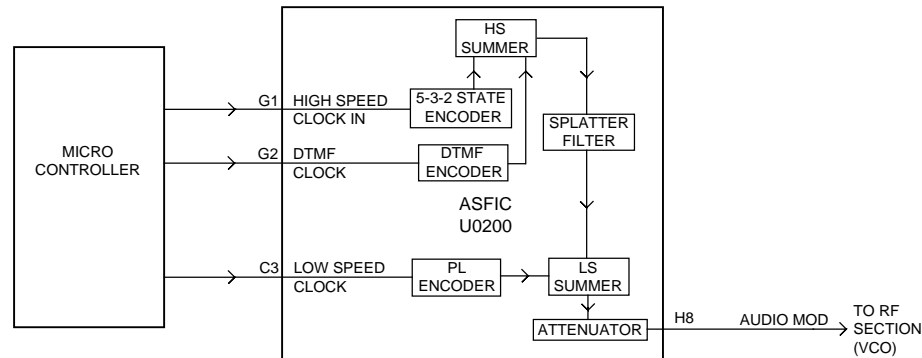 HS
SUMMER
G1
HIGH SPEED
CLOCK IN
5-3-2 STATE
ENCODER
SPLATTER
FILTER
MICRO
CONTROLLER
G2
DTMF
CLOCK
DTMF
ENCODER
ASFIC
U0200
C3
LOW SPEED
CLOCK
PL
ENCODER
LS
SUMMER
ATTENUATOR
H8
AUDIO MOD
TO RF
SECTION
(VCO)